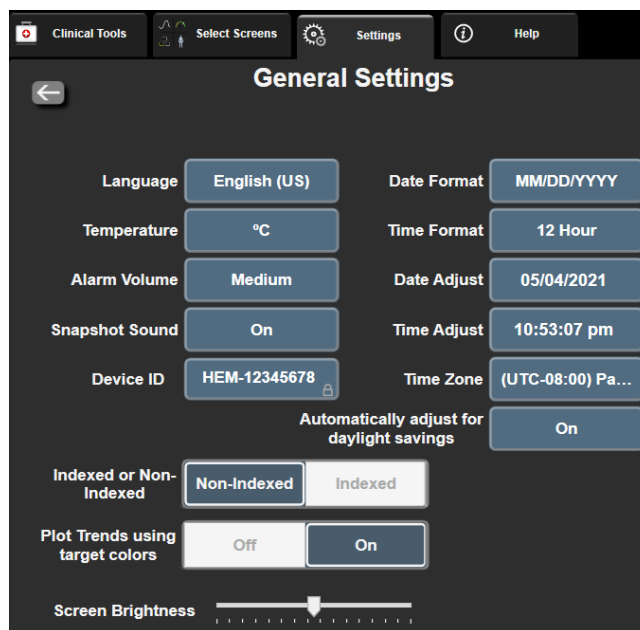 Clinical Tools
Select Screens
Settings
Help
General Settings
Language
English (US)
Date Format
MM/DD/YYYY
Temperature
ºC
Time Format
12 Hour
Alarm Volume
Medium
Date Adjust
05/04/2021
Snapshot Sound
On
Time Adjust
10:53:07 pm
Device ID
HEM-12345678
Time Zone
(UTC-08:00) Pa...
Automatically adjust for
daylight savings
On
Indexed or Non-
Indexed
Non-Indexed
Indexed
Plot Trends using
target colors
Off
On
Screen Brightness